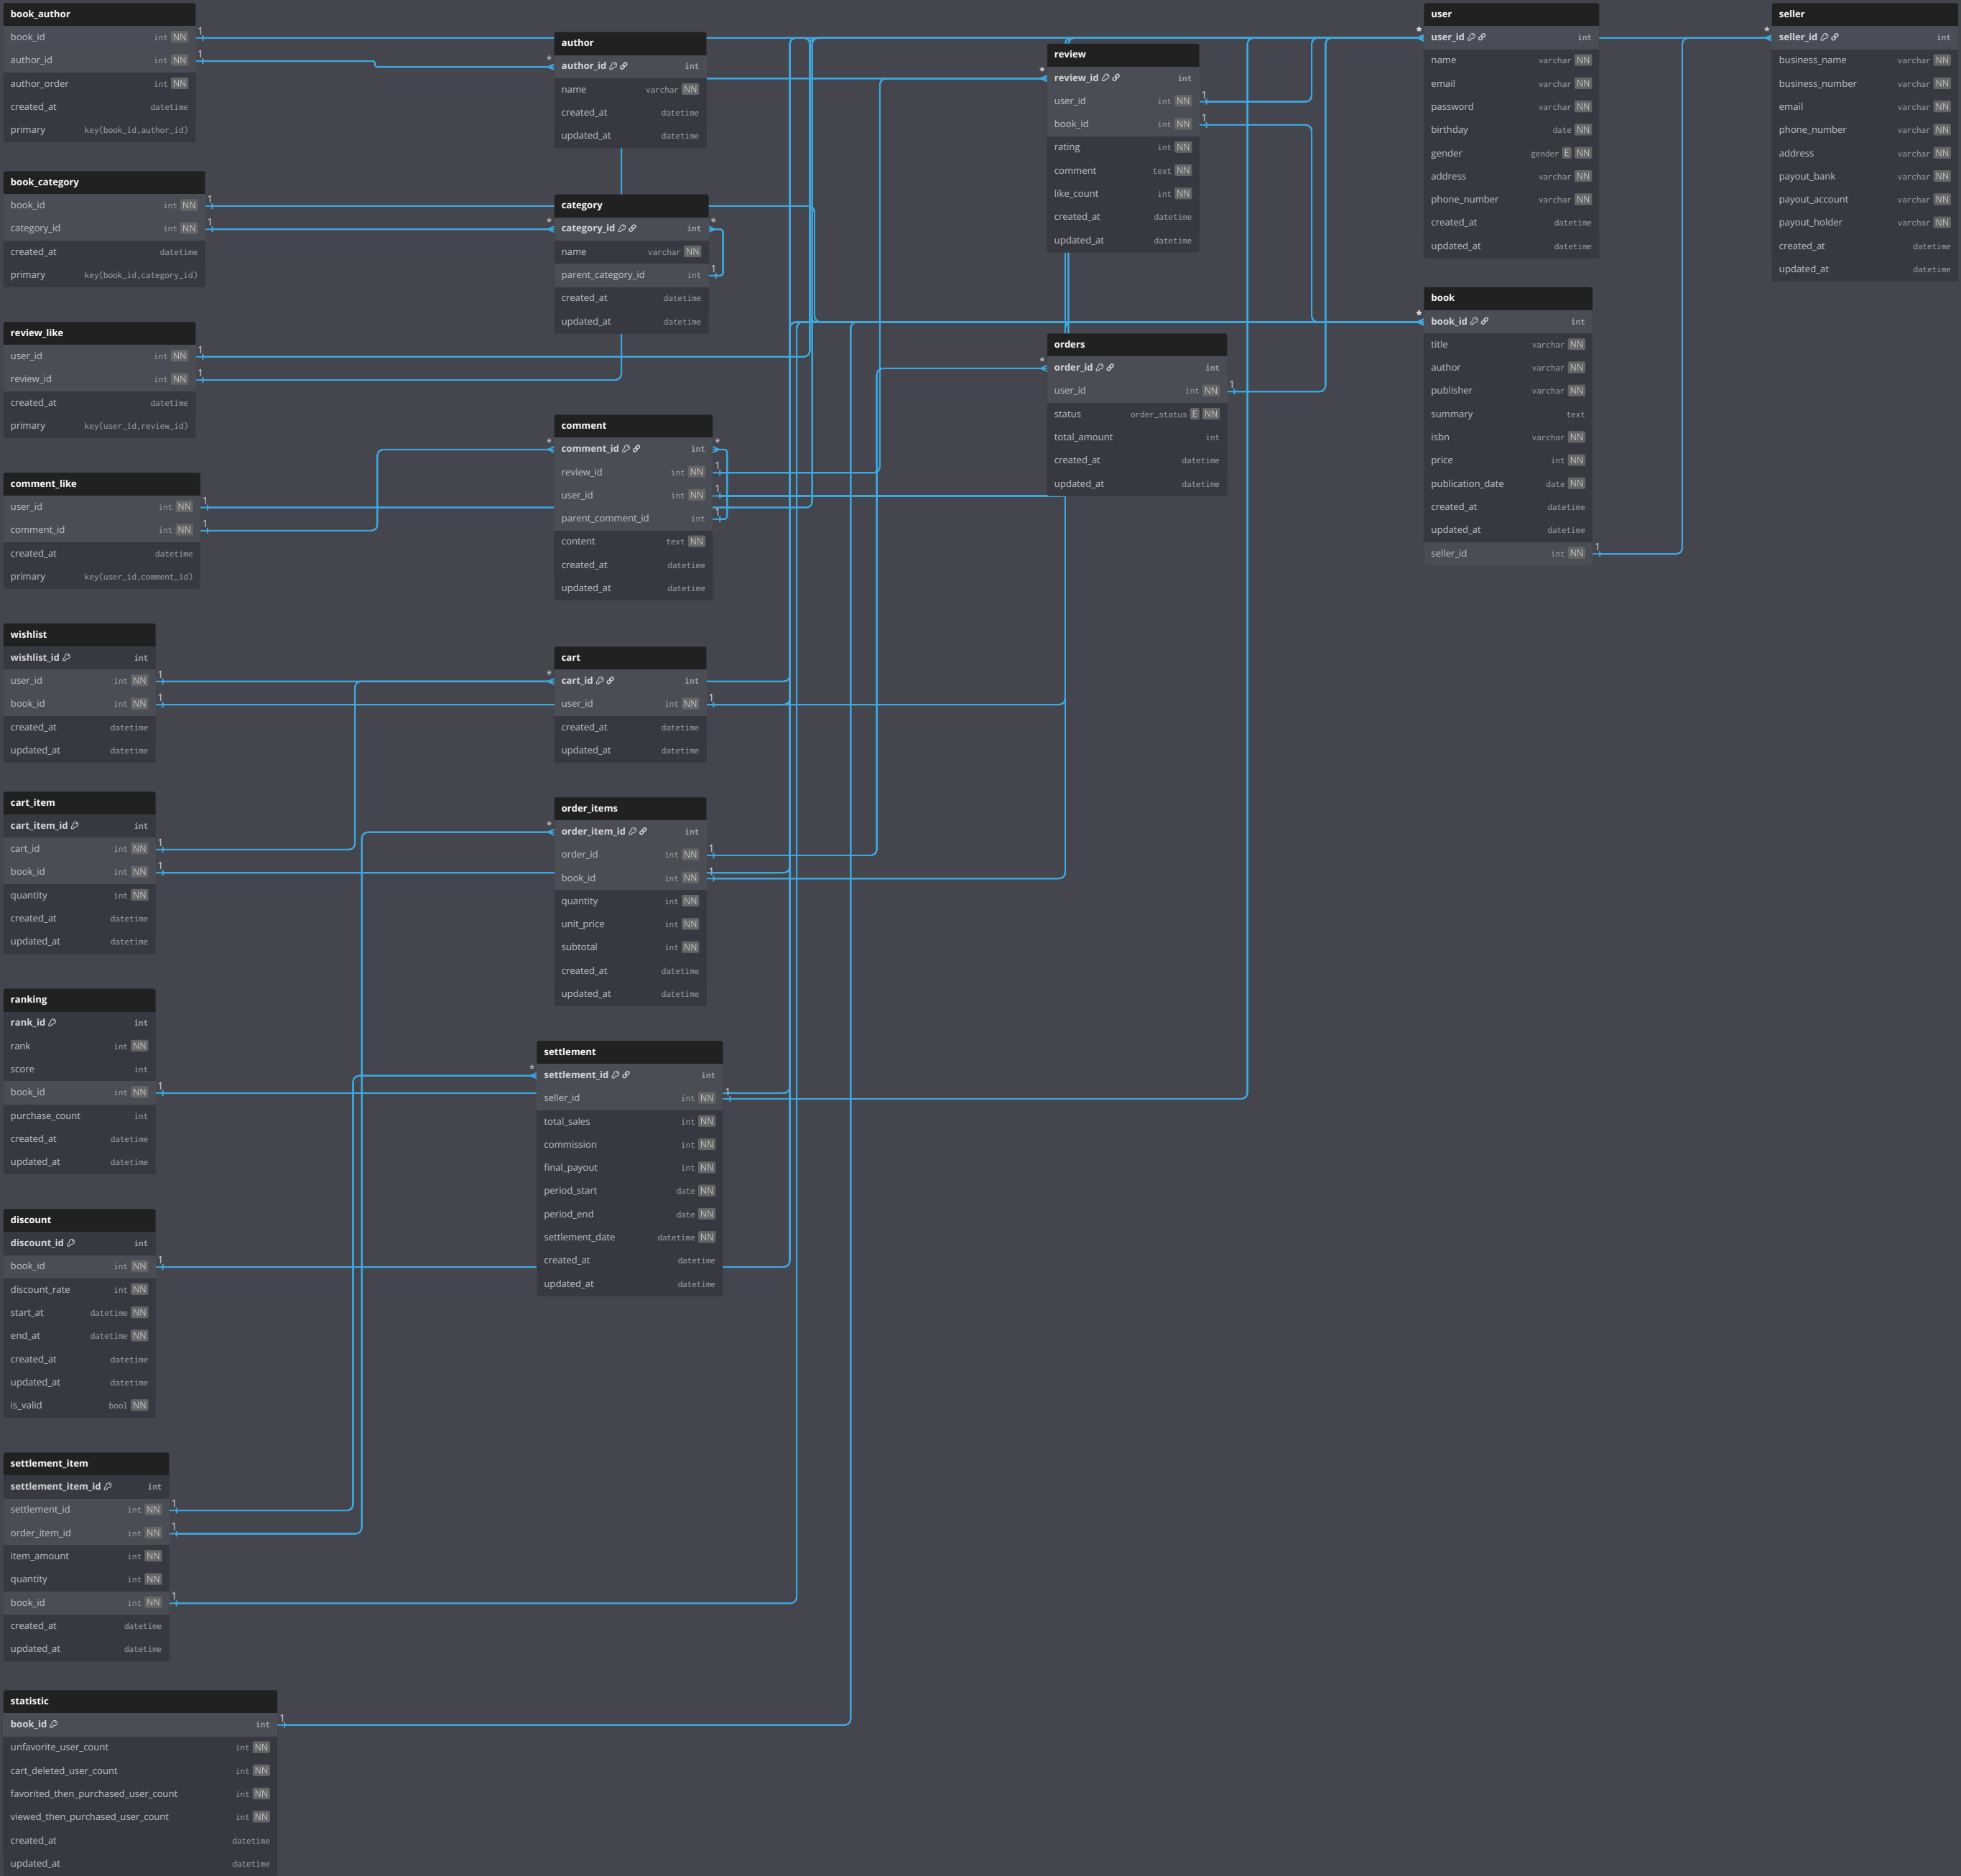 book_author
book_id int NN
author_id int NN
author_order int NN
created_at datetime
primary key(book_id,author_id)
book_category
book_id int NN
category_id int NN
created_at datetime
primary key(book_id,category_id)
review_like
user_id int NN
review_id int NN
created_at datetime
primary key(user_id,review_id)
comment_like
user_id int NN
comment_id int NN
created_at datetime
primary key(user_id,comment_id)
wishlist
wishlist_id int
user_id int NN
book_id int NN
created_at datetime
updated_at datetime
cart_item
cart_item_id int
cart_id int NN
book_id int NN
quantity int NN
created_at datetime
updated_at datetime
ranking
rank_id int
rank int NN
score int
book_id int NN
purchase_count int
created_at datetime
updated_at datetime
discount
discount_id int
book_id int NN
discount_rate int NN
start_at datetime NN
end_at datetime NN
created_at datetime
updated_at datetime
is_valid bool NN
settlement_item
settlement_item_id int
settlement_id int NN
order_item_id int NN
item_amount int NN
quantity int NN
book_id int NN
created_at datetime
updated_at datetime
statistic
book_id int
unfavorite_user_count int NN
cart_deleted_user_count int NN
favorited_then_purchased_user_count int NN
viewed_then_purchased_user_count int NN
created_at datetime
updated_at datetime
author
author_id int
name varchar NN
created_at datetime
updated_at datetime
category
category_id int
name varchar NN
parent_category_id int
created_at datetime
updated_at datetime
comment
comment_id int
review_id int NN
user_id int NN
parent_comment_id int
content text NN
created_at datetime
updated_at datetime
cart
cart_id int
user_id int NN
created_at datetime
updated_at datetime
order_items
order_item_id int
order_id int NN
book_id int NN
quantity int NN
unit_price int NN
subtotal int NN
created_at datetime
updated_at datetime
settlement
settlement_id int
seller_id int NN
total_sales int NN
commission int NN
final_payout int NN
period_start date NN
period_end date NN
settlement_date datetime NN
created_at datetime
updated_at datetime
review
review_id int
user_id int NN
book_id int NN
rating int NN
comment text NN
like_count int NN
created_at datetime
updated_at datetime
orders
order_id int
user_id int NN
status order_status E NN
total_amount int
created_at datetime
updated_at datetime
user
user_id int
name varchar NN
email varchar NN
password varchar NN
birthday date NN
gender gender E NN
address varchar NN
phone_number varchar NN
created_at datetime
updated_at datetime
book
book_id int
title varchar NN
author varchar NN
publisher varchar NN
summary text
isbn varchar NN
price int NN
publication_date date NN
created_at datetime
updated_at datetime
seller_id int NN
seller
seller_id int
business_name varchar NN
business_number varchar NN
email varchar NN
phone_number varchar NN
address varchar NN
payout_bank varchar NN
payout_account varchar NN
payout_holder varchar NN
created_at datetime
updated_at datetime